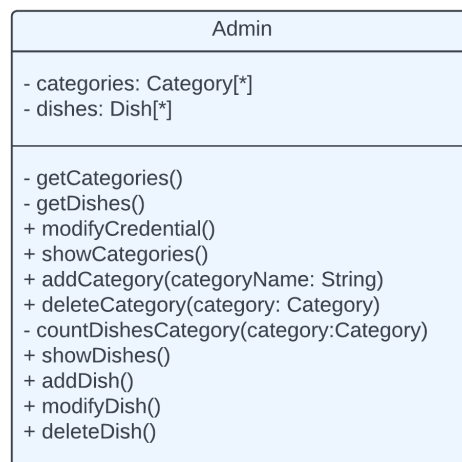 Admin
- categories: Category[*]
- dishes: Dish[*]
- getCategories()
- getDishes()
+ modifyCredential()
+ showCategories()
+ addCategory(categoryName: String)
+ deleteCategory(category: Category)
- countDishesCategory(category:Category)
+ showDishes()
+ addDish()
+ modifyDish()
+ deleteDish()